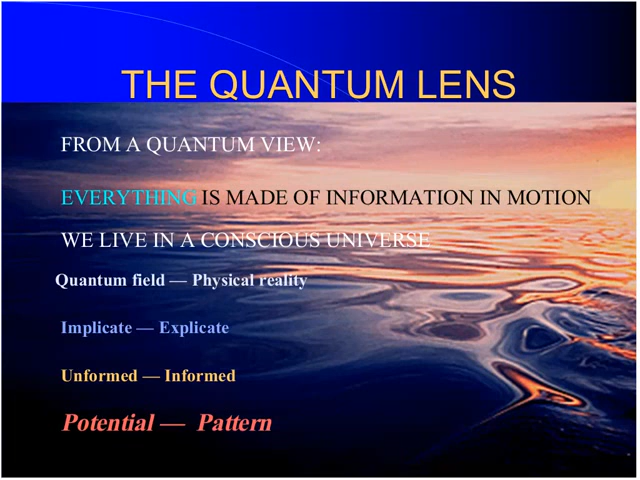 THE QUANTUM LENS
FROM A QUANTUM VIEW:
EVERYTHING IS MADE OF INFORMATION IN MOTION
WE LIVE IN A CONSCIOUS UNIVERSE
Quantum field — Physical reality
Implicate — Explicate
Unformed — Informed
Potential — Pattern